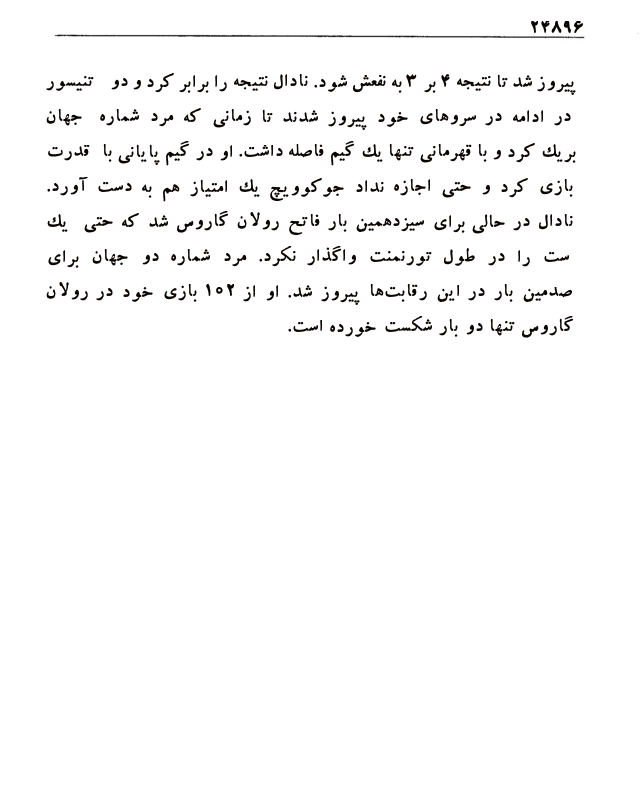 ۲۴۸۹۶
پیروز شد تا نتیجه ۴ بر ۳ به نفعش شود. نادال نتیجه را برابر کرد و دو تنیسور
در ادامه در سروهای خود پیروز شدند تا زمانی که مرد شماره جهان
بریك کرد و با قهرمانی تنها یك گیم فاصله داشت. او در گیم پایانی با قدرت
بازی کرد و حتی اجازه نداد جوکوویچ یك امتیاز هم به دست آورد.
نادال در حالی برای سیزدهمین بار فاتح رولان گاروس شد که حتی یك
ست را در طول تورنمنت واگذار نکرد. مرد شماره دو جهان برای
صدمین بار در این رقابت‌ها پیروز شد. او از ۱۰۲ بازی خود در رولان
گاروس تنها دو بار شکست خورده است.